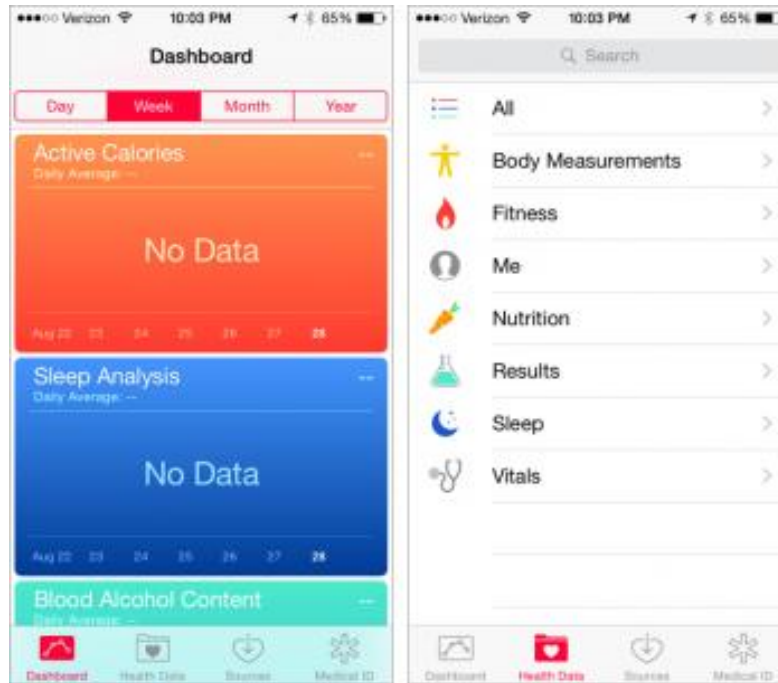 Verizon 10:03 PM 65%
Dashboard
Day Week Month Year
Active Calories --
Daily Average: --
No Data
Aug 22 23 24 25 26 27 28
Sleep Analysis --
Daily Average: --
No Data
Aug 22 23 24 25 26 27 28
Blood Alcohol Content --
Daily Average: --
Dashboard Health Data Sources Medical ID
Verizon 10:03 PM 65%
Search
All
Body Measurements
Fitness
Me
Nutrition
Results
Sleep
Vitals
Dashboard Health Data Sources Medical ID